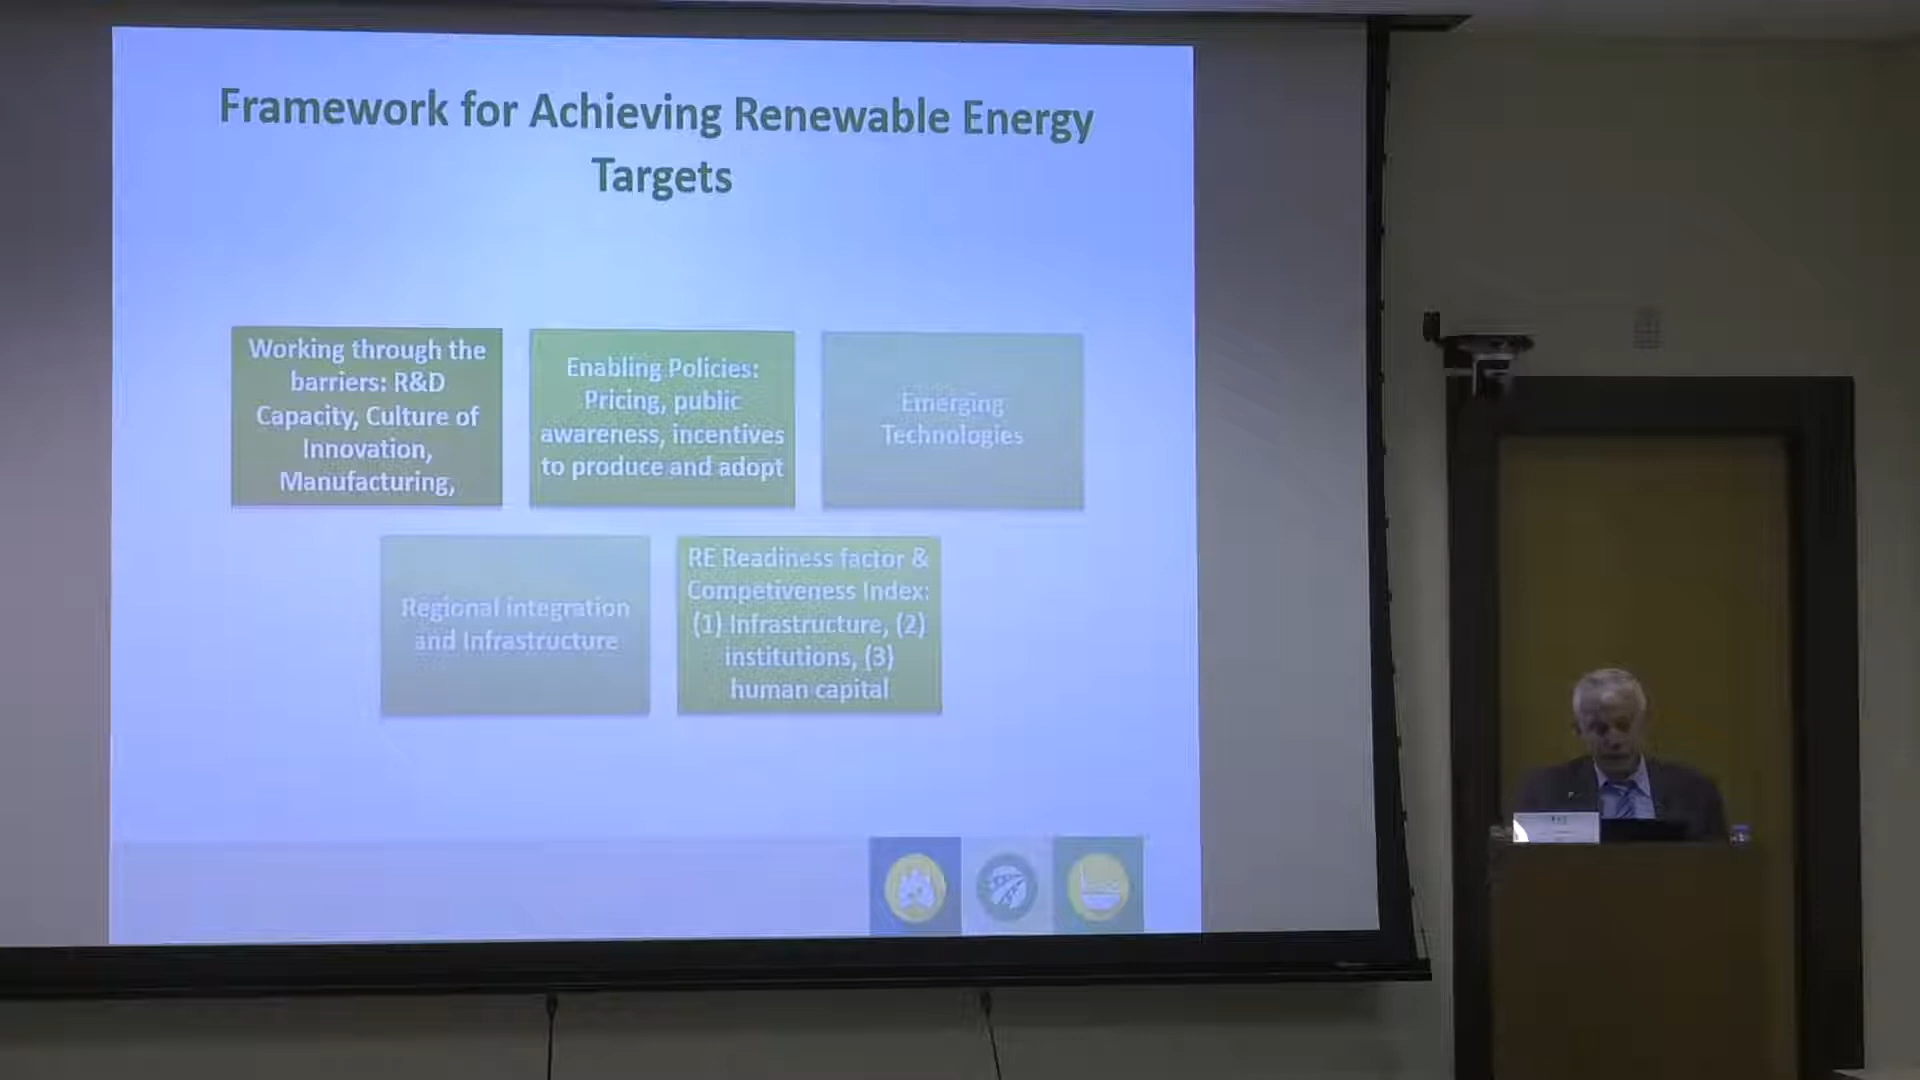 Framework for Achieving Renewable Energy
Targets
Working through the
barriers: R&D
Capacity, Culture of
Innovation,
Manufacturing,
Enabling Policies:
Pricing, public
awareness, incentives
to produce and adopt
Emerging
Technologies
Regional integration
and Infrastructure
RE Readiness factor &
Competiveness Index:
(1) Infrastructure, (2)
institutions, (3)
human capital